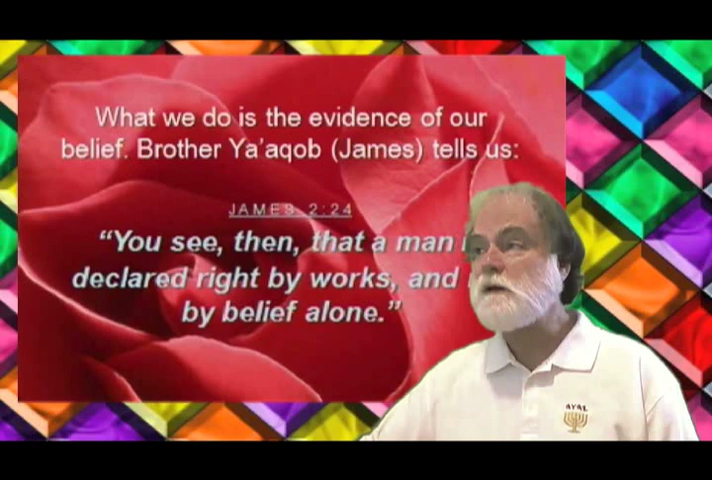 What we do is the evidence of our
belief. Brother Ya'aqob (James) tells us:
JAMES 2:24
"You see, then, that a man
declared right by works, and
by belief alone."